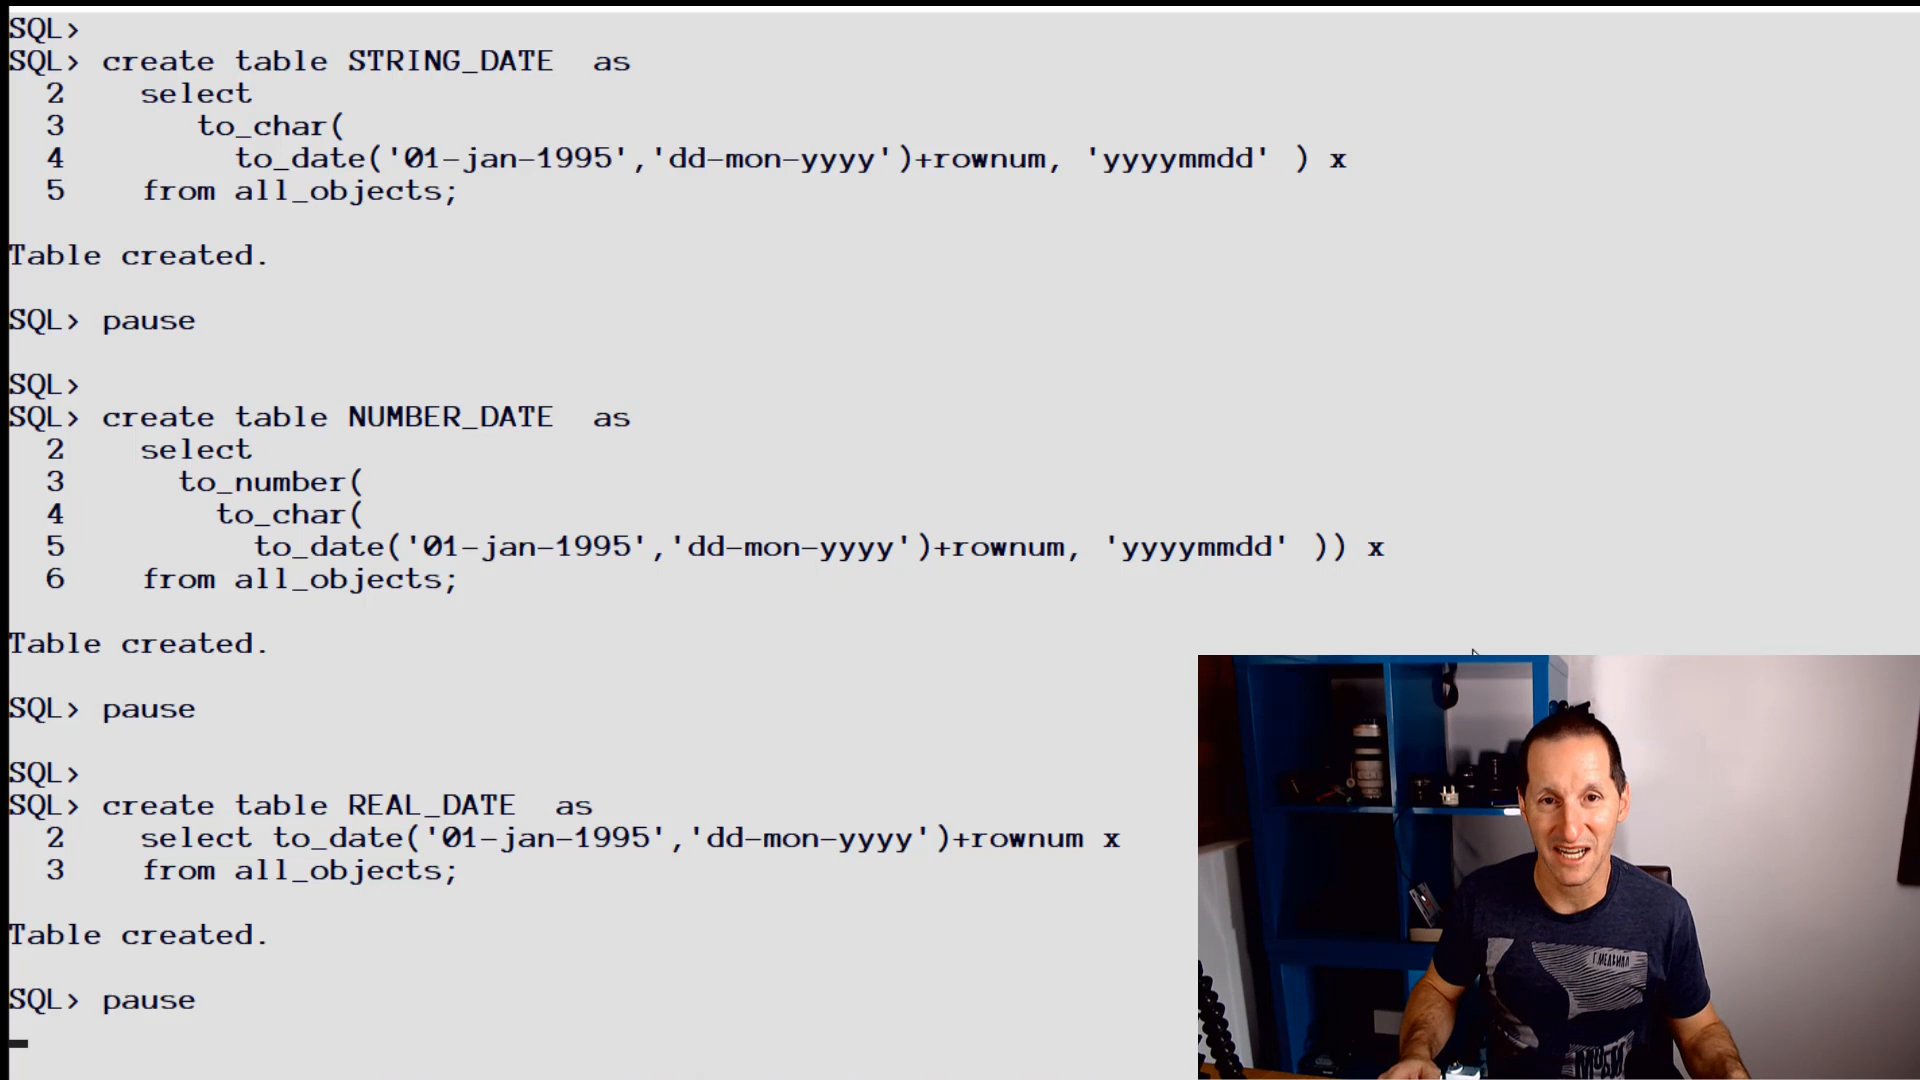 SQL>
SQL> create table STRING_DATE as
2 select
3 to_char(
4 to_date('01-jan-1995','dd-mon-yyyy')+rownum, 'yyyymmdd' ) x
5 from all_objects;
Table created.
SQL> pause
SQL>
SQL> create table NUMBER_DATE as
2 select
3 to_number(
4 to_char(
5 to_date('01-jan-1995','dd-mon-yyyy')+rownum, 'yyyymmdd' )) x
6 from all_objects;
Table created.
SQL> pause
SQL>
SQL> create table REAL_DATE as
2 select to_date('01-jan-1995','dd-mon-yyyy')+rownum x
3 from all_objects;
Table created.
SQL> pause
Г.МЕЛВИЛЛ